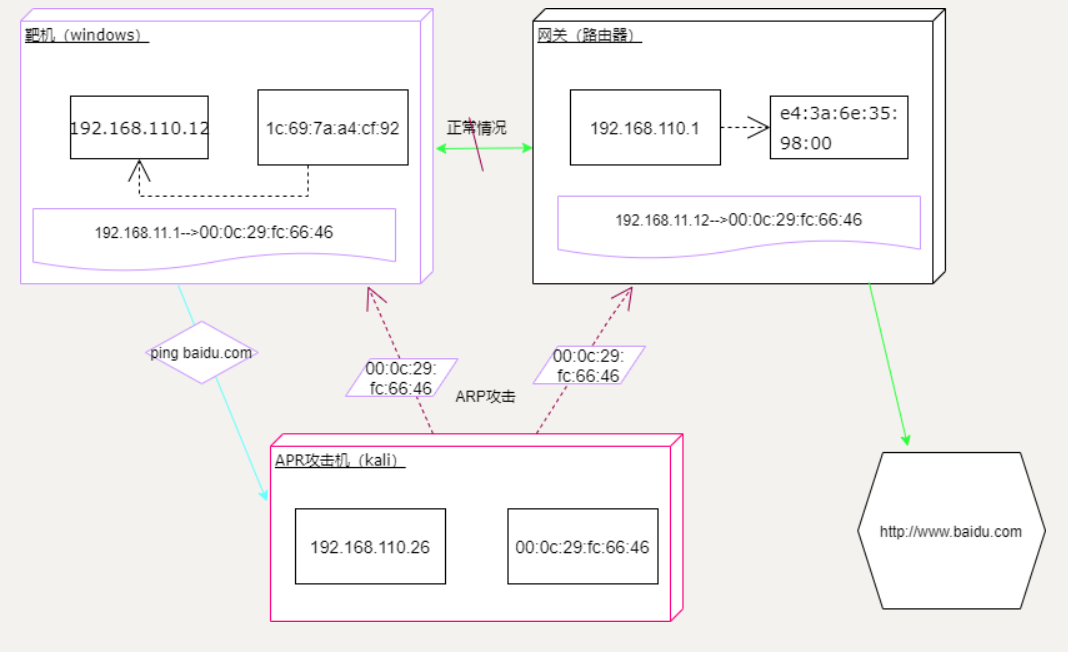 靶机（windows）
192.168.110.12
1c:69:7a:a4:cf:92
192.168.11.1-->00:0c:29:fc:66:46
正常情况
网关（路由器）
192.168.110.1
e4:3a:6e:35:
98:00
192.168.11.12-->00:0c:29:fc:66:46
ping baidu.com
00:0c:29:
fc:66:46
ARP攻击
00:0c:29:
fc:66:46
APR攻击机（kali）
192.168.110.26
00:0c:29:fc:66:46
http://www.baidu.com